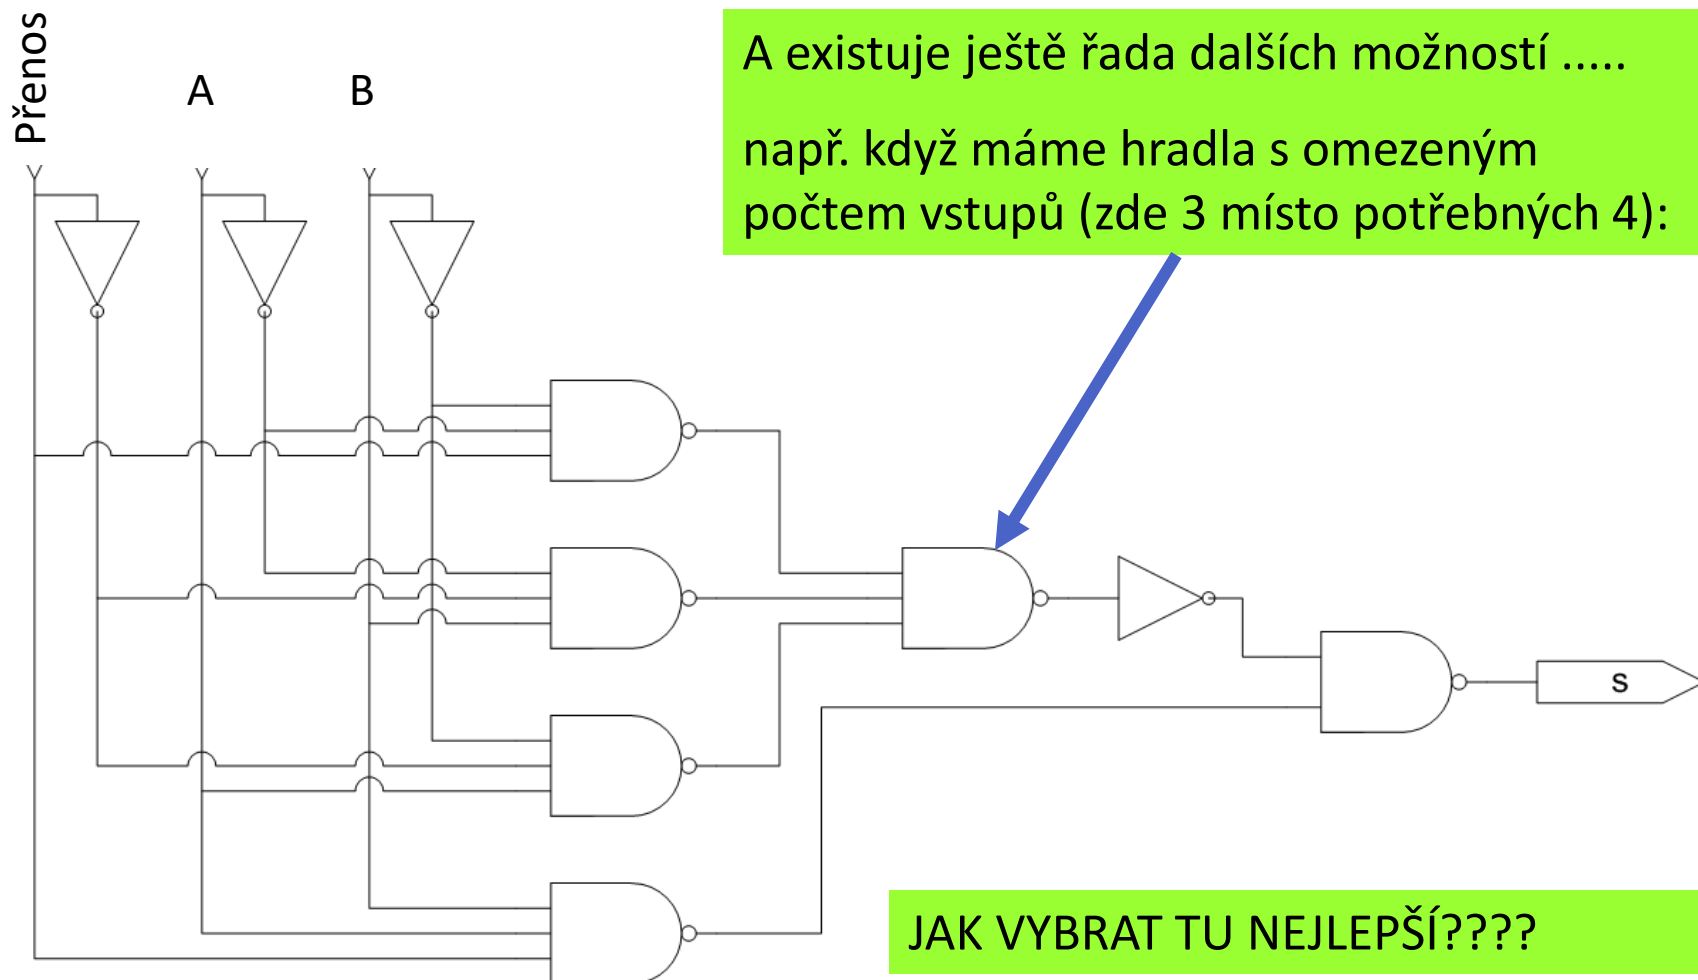 Přenos
A
B
A existuje ještě řada dalších možností .....
např. když máme hradla s omezeným
počtem vstupů (zde 3 místo potřebných 4):
S
JAK VYBRAT TU NEJLEPŠÍ????